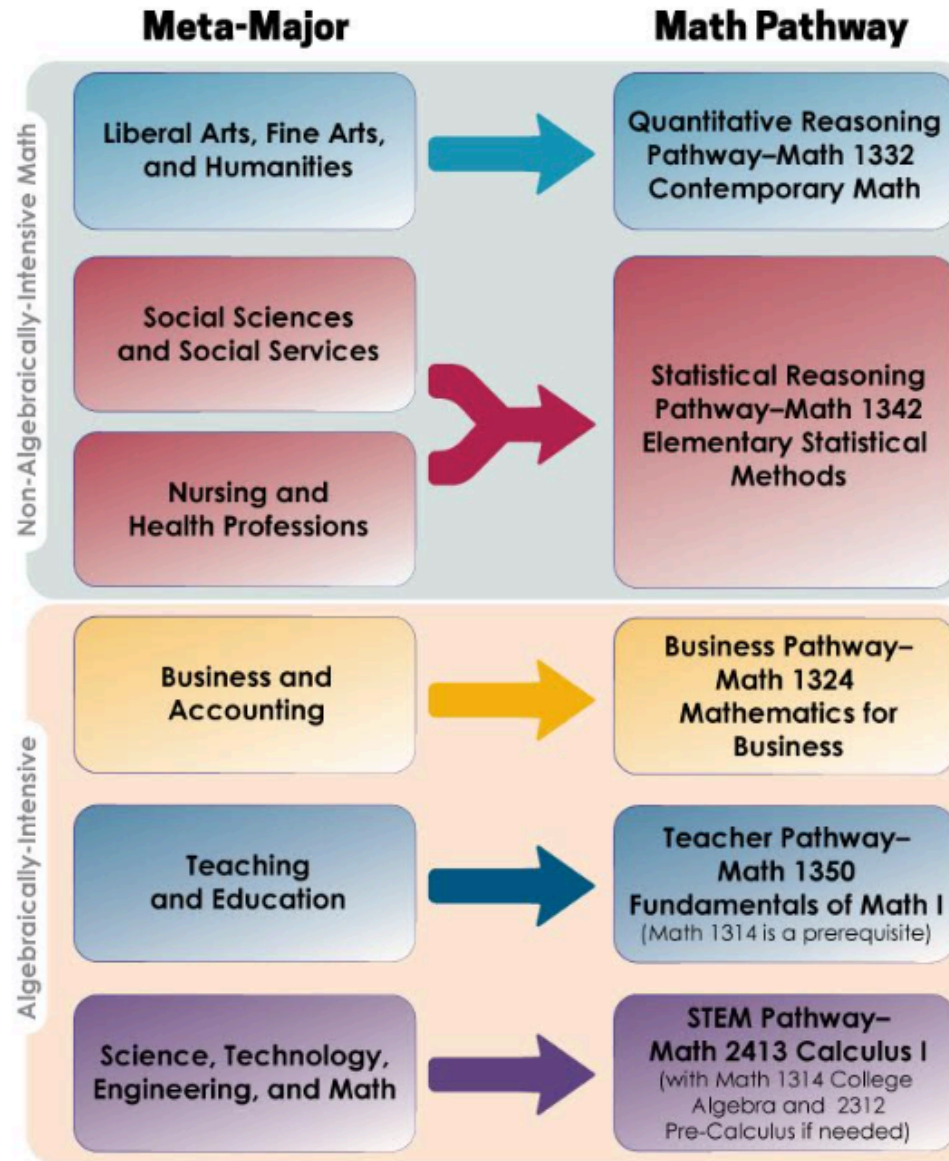 Meta-Major
Math Pathway
Non-Algebraically-Intensive Math
Liberal Arts, Fine Arts,
and Humanities
Quantitative Reasoning
Pathway–Math 1332
Contemporary Math
Social Sciences
and Social Services
Nursing and
Health Professions
Statistical Reasoning
Pathway–Math 1342
Elementary Statistical
Methods
Algebraically-Intensive
Business and
Accounting
Business Pathway–
Math 1324
Mathematics for
Business
Teaching
and Education
Teacher Pathway–
Math 1350
Fundamentals of Math I
(Math 1314 is a prerequisite)
Science, Technology,
Engineering, and Math
STEM Pathway–
Math 2413 Calculus I
(with Math 1314 College
Algebra and 2312
Pre-Calculus if needed)